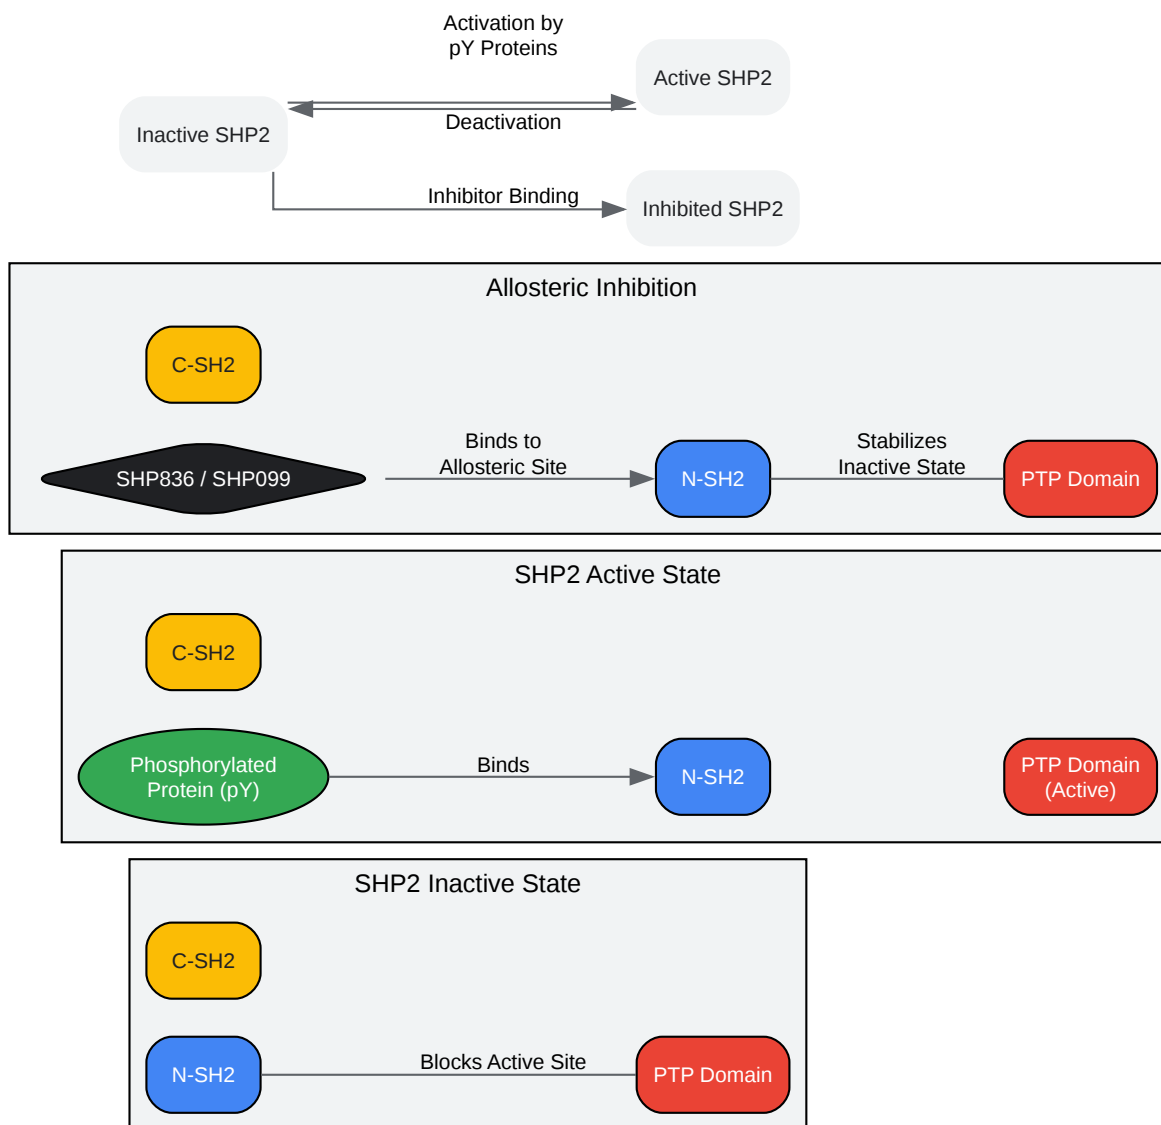 Activation by
pY Proteins
Active SHP2
Inactive SHP2
Deactivation
Inhibitor Binding
Inhibited SHP2
Allosteric Inhibition
C-SH2
SHP836 / SHP099
Binds to
Allosteric Site
N-SH2
Stabilizes
Inactive State
PTP Domain
SHP2 Active State
C-SH2
Phosphorylated
Protein (pY)
Binds
N-SH2
PTP Domain
(Active)
SHP2 Inactive State
C-SH2
N-SH2
Blocks Active Site
PTP Domain